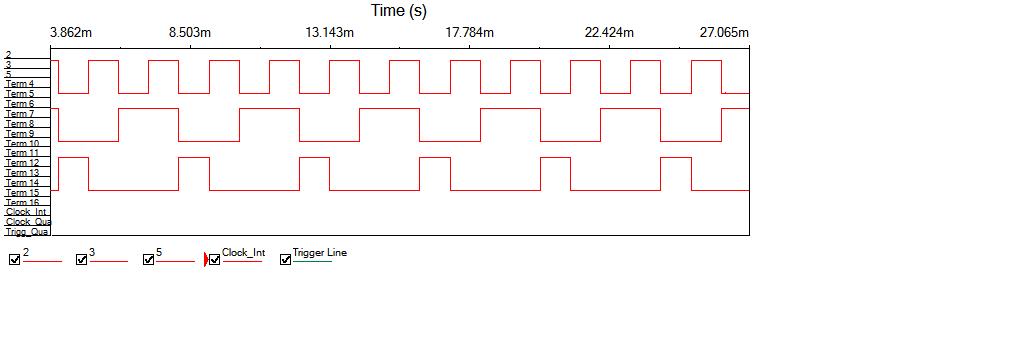 Time (s)
3.862m 8.503m 13.143m 17.784m 22.424m 27.065m
2
3
5
Term 4
Term 5
Term 6
Term 7
Term 8
Term 9
Term 10
Term 11
Term 12
Term 13
Term 14
Term 15
Term 16
Clock_Int
Clock_Qua
Trigg_Qua
2 3 5 Clock_Int Trigger Line